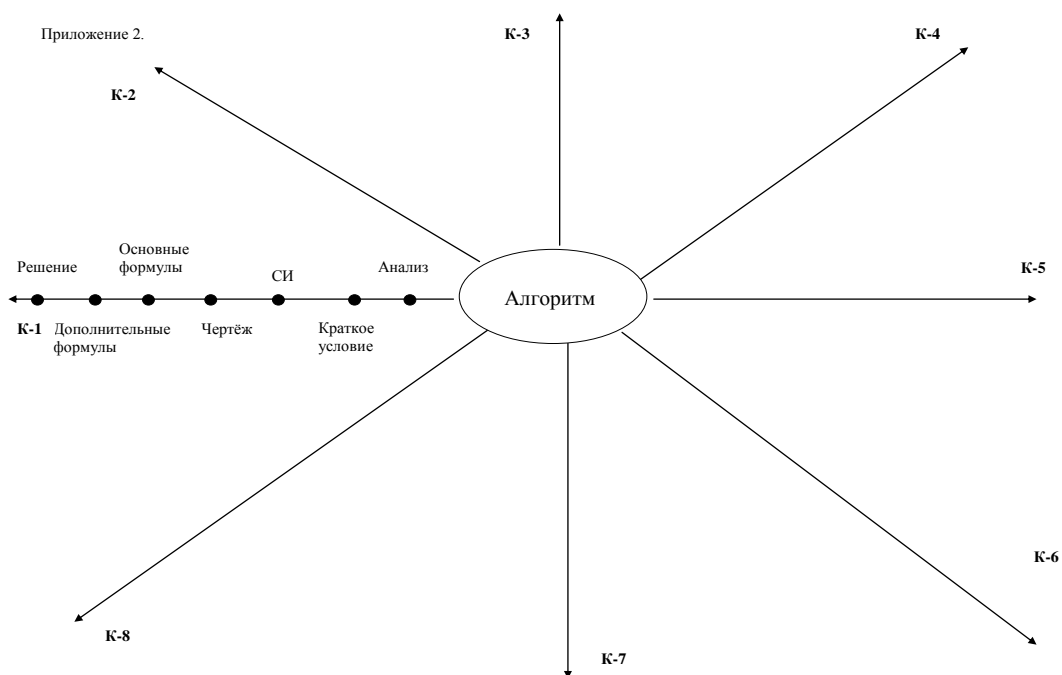 Приложение 2.
К-3
К-4
К-2
Основные
формулы
Решение
СИ
Анализ
К-5
Алгоритм
К-1
Дополнительные
формулы
Чертёж
Краткое
условие
К-6
К-8
К-7